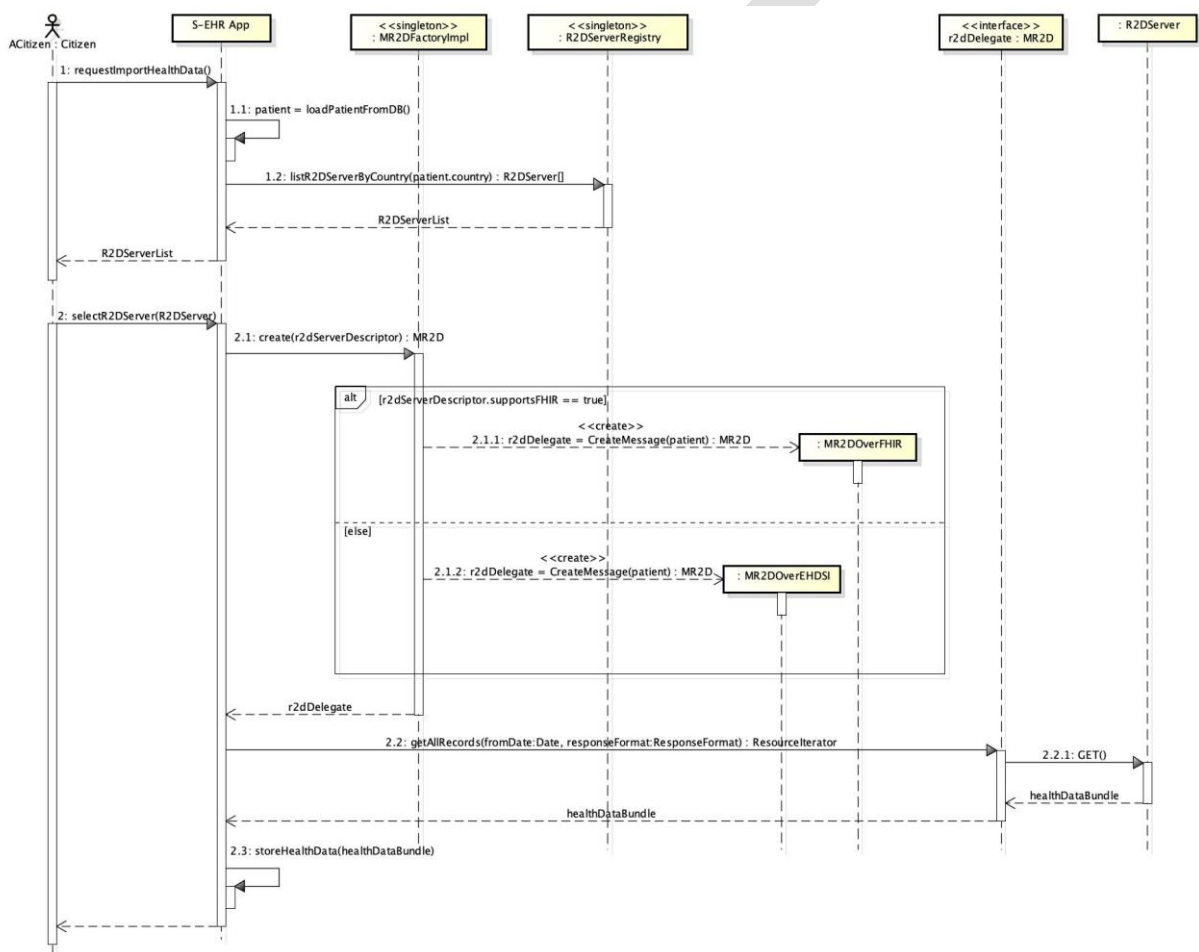 S-EHR App
<<singleton>>
: MR2DFactoryImpl
<<singleton>>
: R2DServerRegistry
<<interface>>
r2dDelegate : MR2D
: R2DServer
ACitizen : Citizen
1: requestImportHealthData()
1.1: patient = loadPatientFromDB()
1.2: listR2DServerByCountry(patient.country) : R2DServer[]
R2DServerList
R2DServerList
2: selectR2DServer(R2DServer)
2.1: create(r2dServerDescriptor) : MR2D
alt
[r2dServerDescriptor.supportsFHIR == true]
<<create>>
2.1.1: r2dDelegate = CreateMessage(patient) : MR2D
: MR2DOverFHIR
[else]
<<create>>
2.1.2: r2dDelegate = CreateMessage(patient) : MR2D
: MR2DOverEHDSI
r2dDelegate
2.2: getAllRecords(fromDate:Date, responseFormat:ResponseFormat) : ResourceIterator
2.2.1: GET()
healthDataBundle
healthDataBundle
2.3: storeHealthData(healthDataBundle)